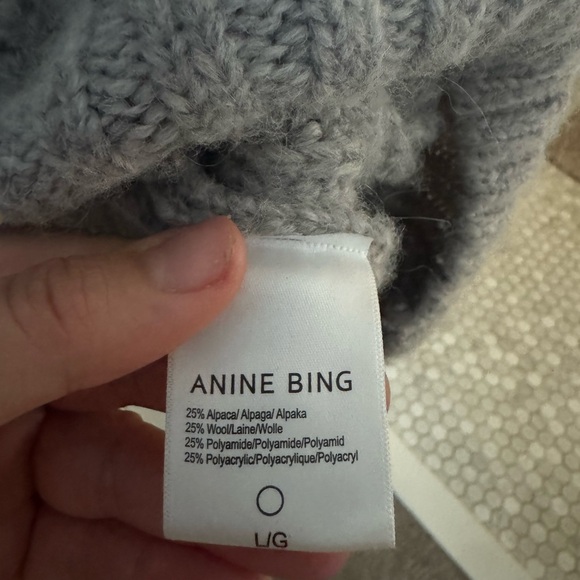 ANINE BING
25% Alpaca/ Alpaga/ Alpaka
25% Wool/Laine/Wolle
25% Polyamide/Polyamide/Polyamid
25% Polyacrylic/Polyacrylique/Polyacryl
L/G